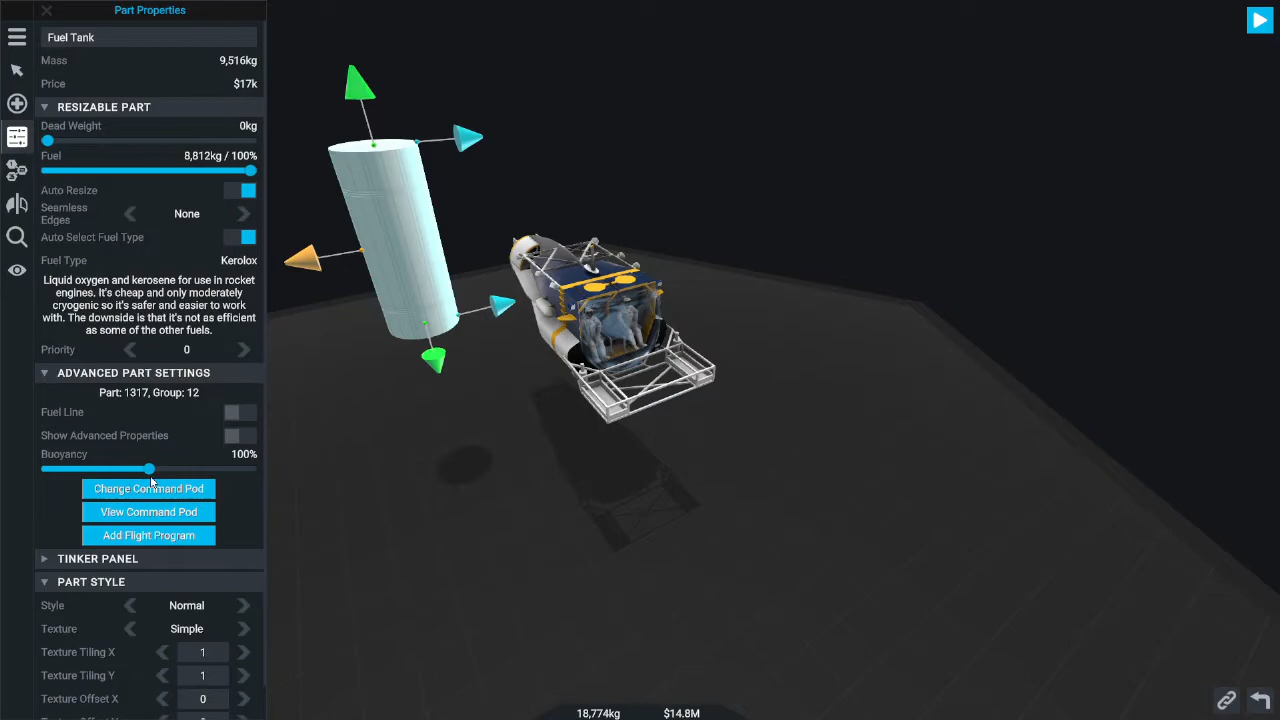 Part Properties
Fuel Tank
Mass 9,516kg
Price $17k
RESIZABLE PART
Dead Weight 0kg
Fuel 8,812kg / 100%
Auto Resize
Seamless Edges None
Auto Select Fuel Type
Fuel Type Kerolox
Liquid oxygen and kerosene for use in rocket
engines. It's cheap and only moderately
cryogenic so it's safer and easier to work
with. The downside is that it's not as efficient
as some of the other fuels.
Priority 0
ADVANCED PART SETTINGS
Part: 1317, Group: 12
Fuel Line
Show Advanced Properties
Buoyancy 100%
Change Command Pod
View Command Pod
Add Flight Program
TINKER PANEL
PART STYLE
Style Normal
Texture Simple
Texture Tiling X 1
Texture Tiling Y 1
Texture Offset X 0
18,774kg $14.8M